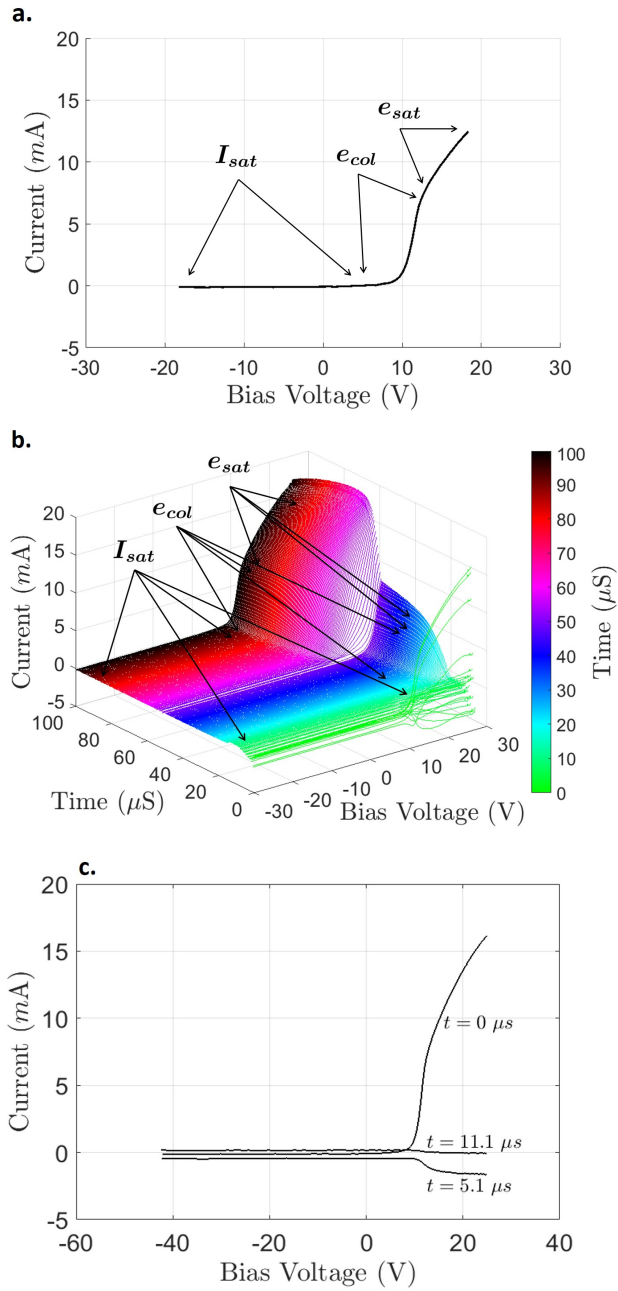 a.
20
15
10
5
0
-5
Current (mA)
I_sat
e_col
e_sat
-30
-20
-10
0
10
20
30
Bias Voltage (V)
b.
e_sat
e_col
I_sat
20
15
10
5
0
-5
Current (mA)
100
80
60
40
20
0
Time (μS)
-30
-20
-10
0
10
20
30
Bias Voltage (V)
100
90
80
70
60
50
40
30
20
10
0
Time (μS)
c.
20
15
10
5
0
-5
Current (mA)
t = 0 μs
t = 11.1 μs
t = 5.1 μs
-60
-40
-20
0
20
40
Bias Voltage (V)